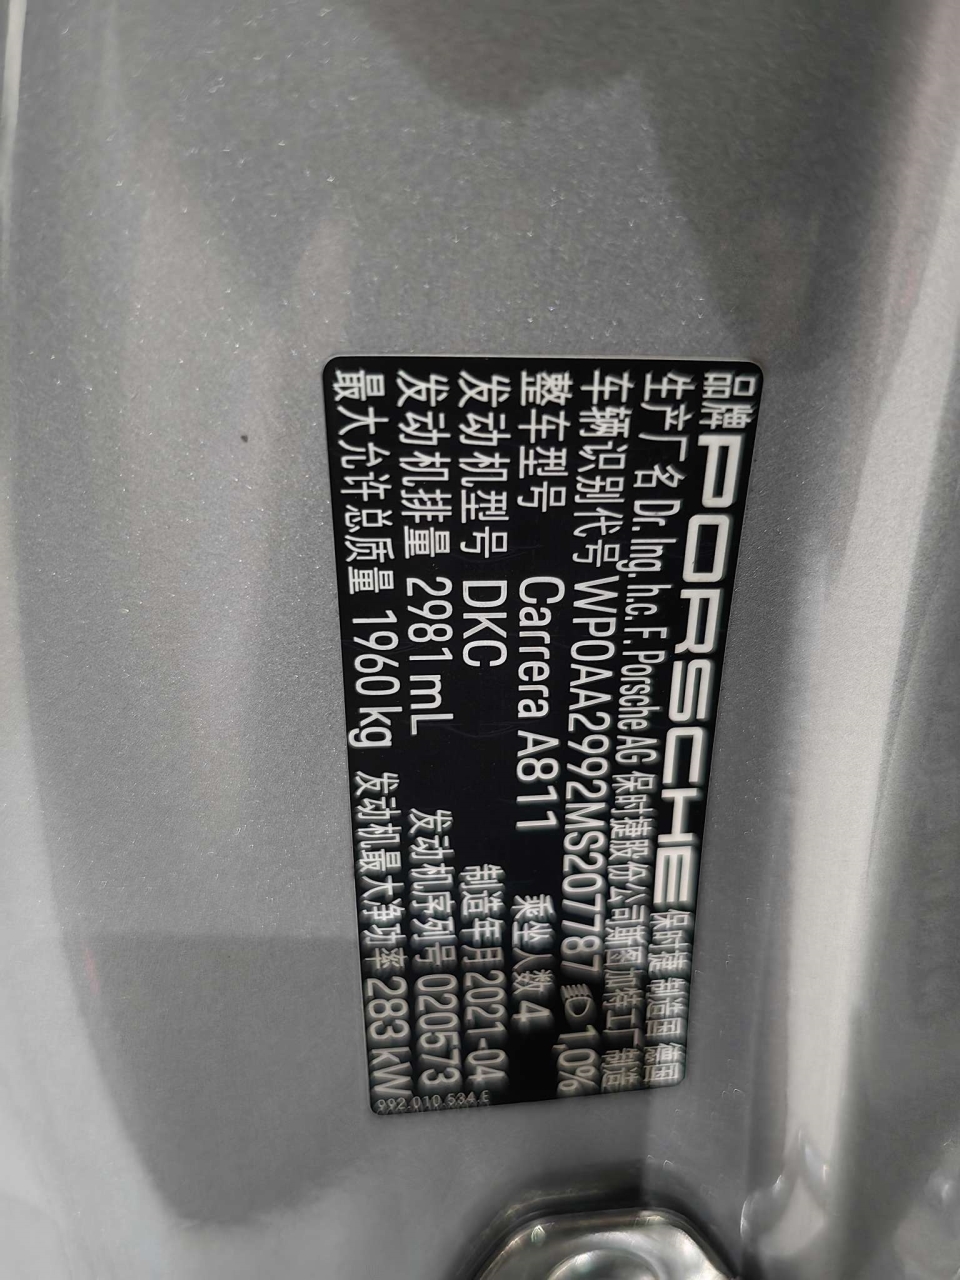 品牌 PORSCHE 保时捷 制造国 德国
生产厂名 Dr. Ing. h.c. F. Porsche AG 保时捷股份公司斯图加特工厂制造
车辆识别代号 WP0AA2992MS207787 1,0%
整车型号 Carrera A811 乘坐人数 4
发动机型号 DKC 制造年月 2021-04
发动机排量 2981 mL 发动机序列号 020573
最大允许总质量 1960 kg 发动机最大净功率 283 kW
992.010.534.E